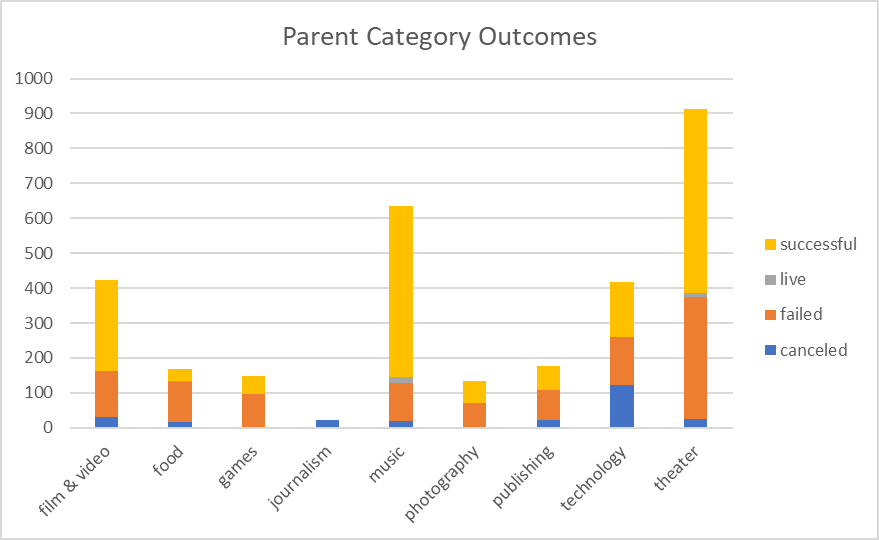 Parent Category Outcomes
1000
900
800
700
600
500
400
300
200
100
0
film & video
food
games
journalism
music
photography
publishing
technology
theater
successful
live
failed
canceled